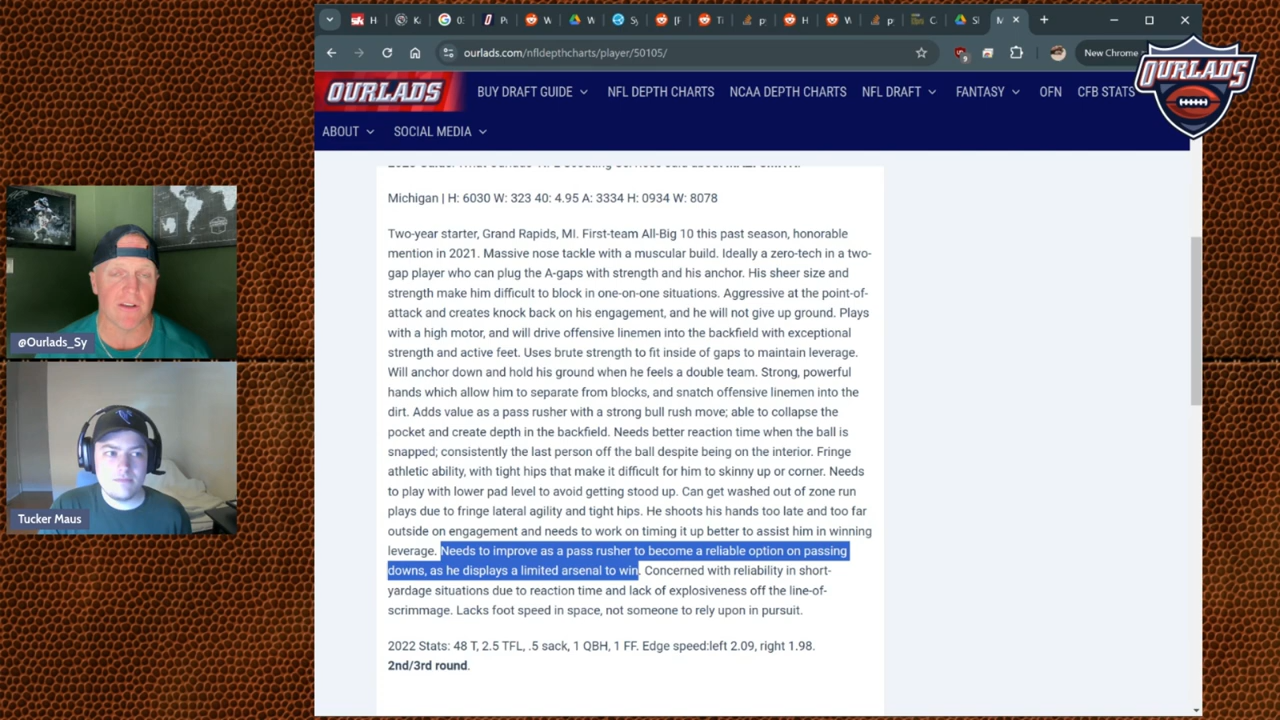 ourlads.com/nfldepthcharts/player/50105/
New Chrome
OURLADS
BUY DRAFT GUIDE
NFL DEPTH CHARTS
NCAA DEPTH CHARTS
NFL DRAFT
FANTASY
OFN
CFB STATS
OURLADS
ABOUT
SOCIAL MEDIA
Michigan | H: 6030 W: 323 40: 4.95 A: 3334 H: 0934 W: 8078
Two-year starter, Grand Rapids, MI. First-team All-Big 10 this past season, honorable
mention in 2021. Massive nose tackle with a muscular build. Ideally a zero-tech in a two-
gap player who can plug the A-gaps with strength and his anchor. His sheer size and
strength make him difficult to block in one-on-one situations. Aggressive at the point-of-
attack and creates knock back on his engagement, and he will not give up ground. Plays
with a high motor, and will drive offensive linemen into the backfield with exceptional
strength and active feet. Uses brute strength to fit inside of gaps to maintain leverage.
Will anchor down and hold his ground when he feels a double team. Strong, powerful
hands which allow him to separate from blocks, and snatch offensive linemen into the
dirt. Adds value as a pass rusher with a strong bull rush move; able to collapse the
pocket and create depth in the backfield. Needs better reaction time when the ball is
snapped; consistently the last person off the ball despite being on the interior. Fringe
athletic ability, with tight hips that make it difficult for him to skinny up or corner. Needs
to play with lower pad level to avoid getting stood up. Can get washed out of zone run
plays due to fringe lateral agility and tight hips. He shoots his hands too late and too far
outside on engagement and needs to work on timing it up better to assist him in winning
leverage. Needs to improve as a pass rusher to become a reliable option on passing
downs, as he displays a limited arsenal to win. Concerned with reliability in short-
yardage situations due to reaction time and lack of explosiveness off the line-of-
scrimmage. Lacks foot speed in space, not someone to rely upon in pursuit.
2022 Stats: 48 T, 2.5 TFL, .5 sack, 1 QBH, 1 FF. Edge speed:left 2.09, right 1.98.
2nd/3rd round.
@Ourlads_Sy
Tucker Maus